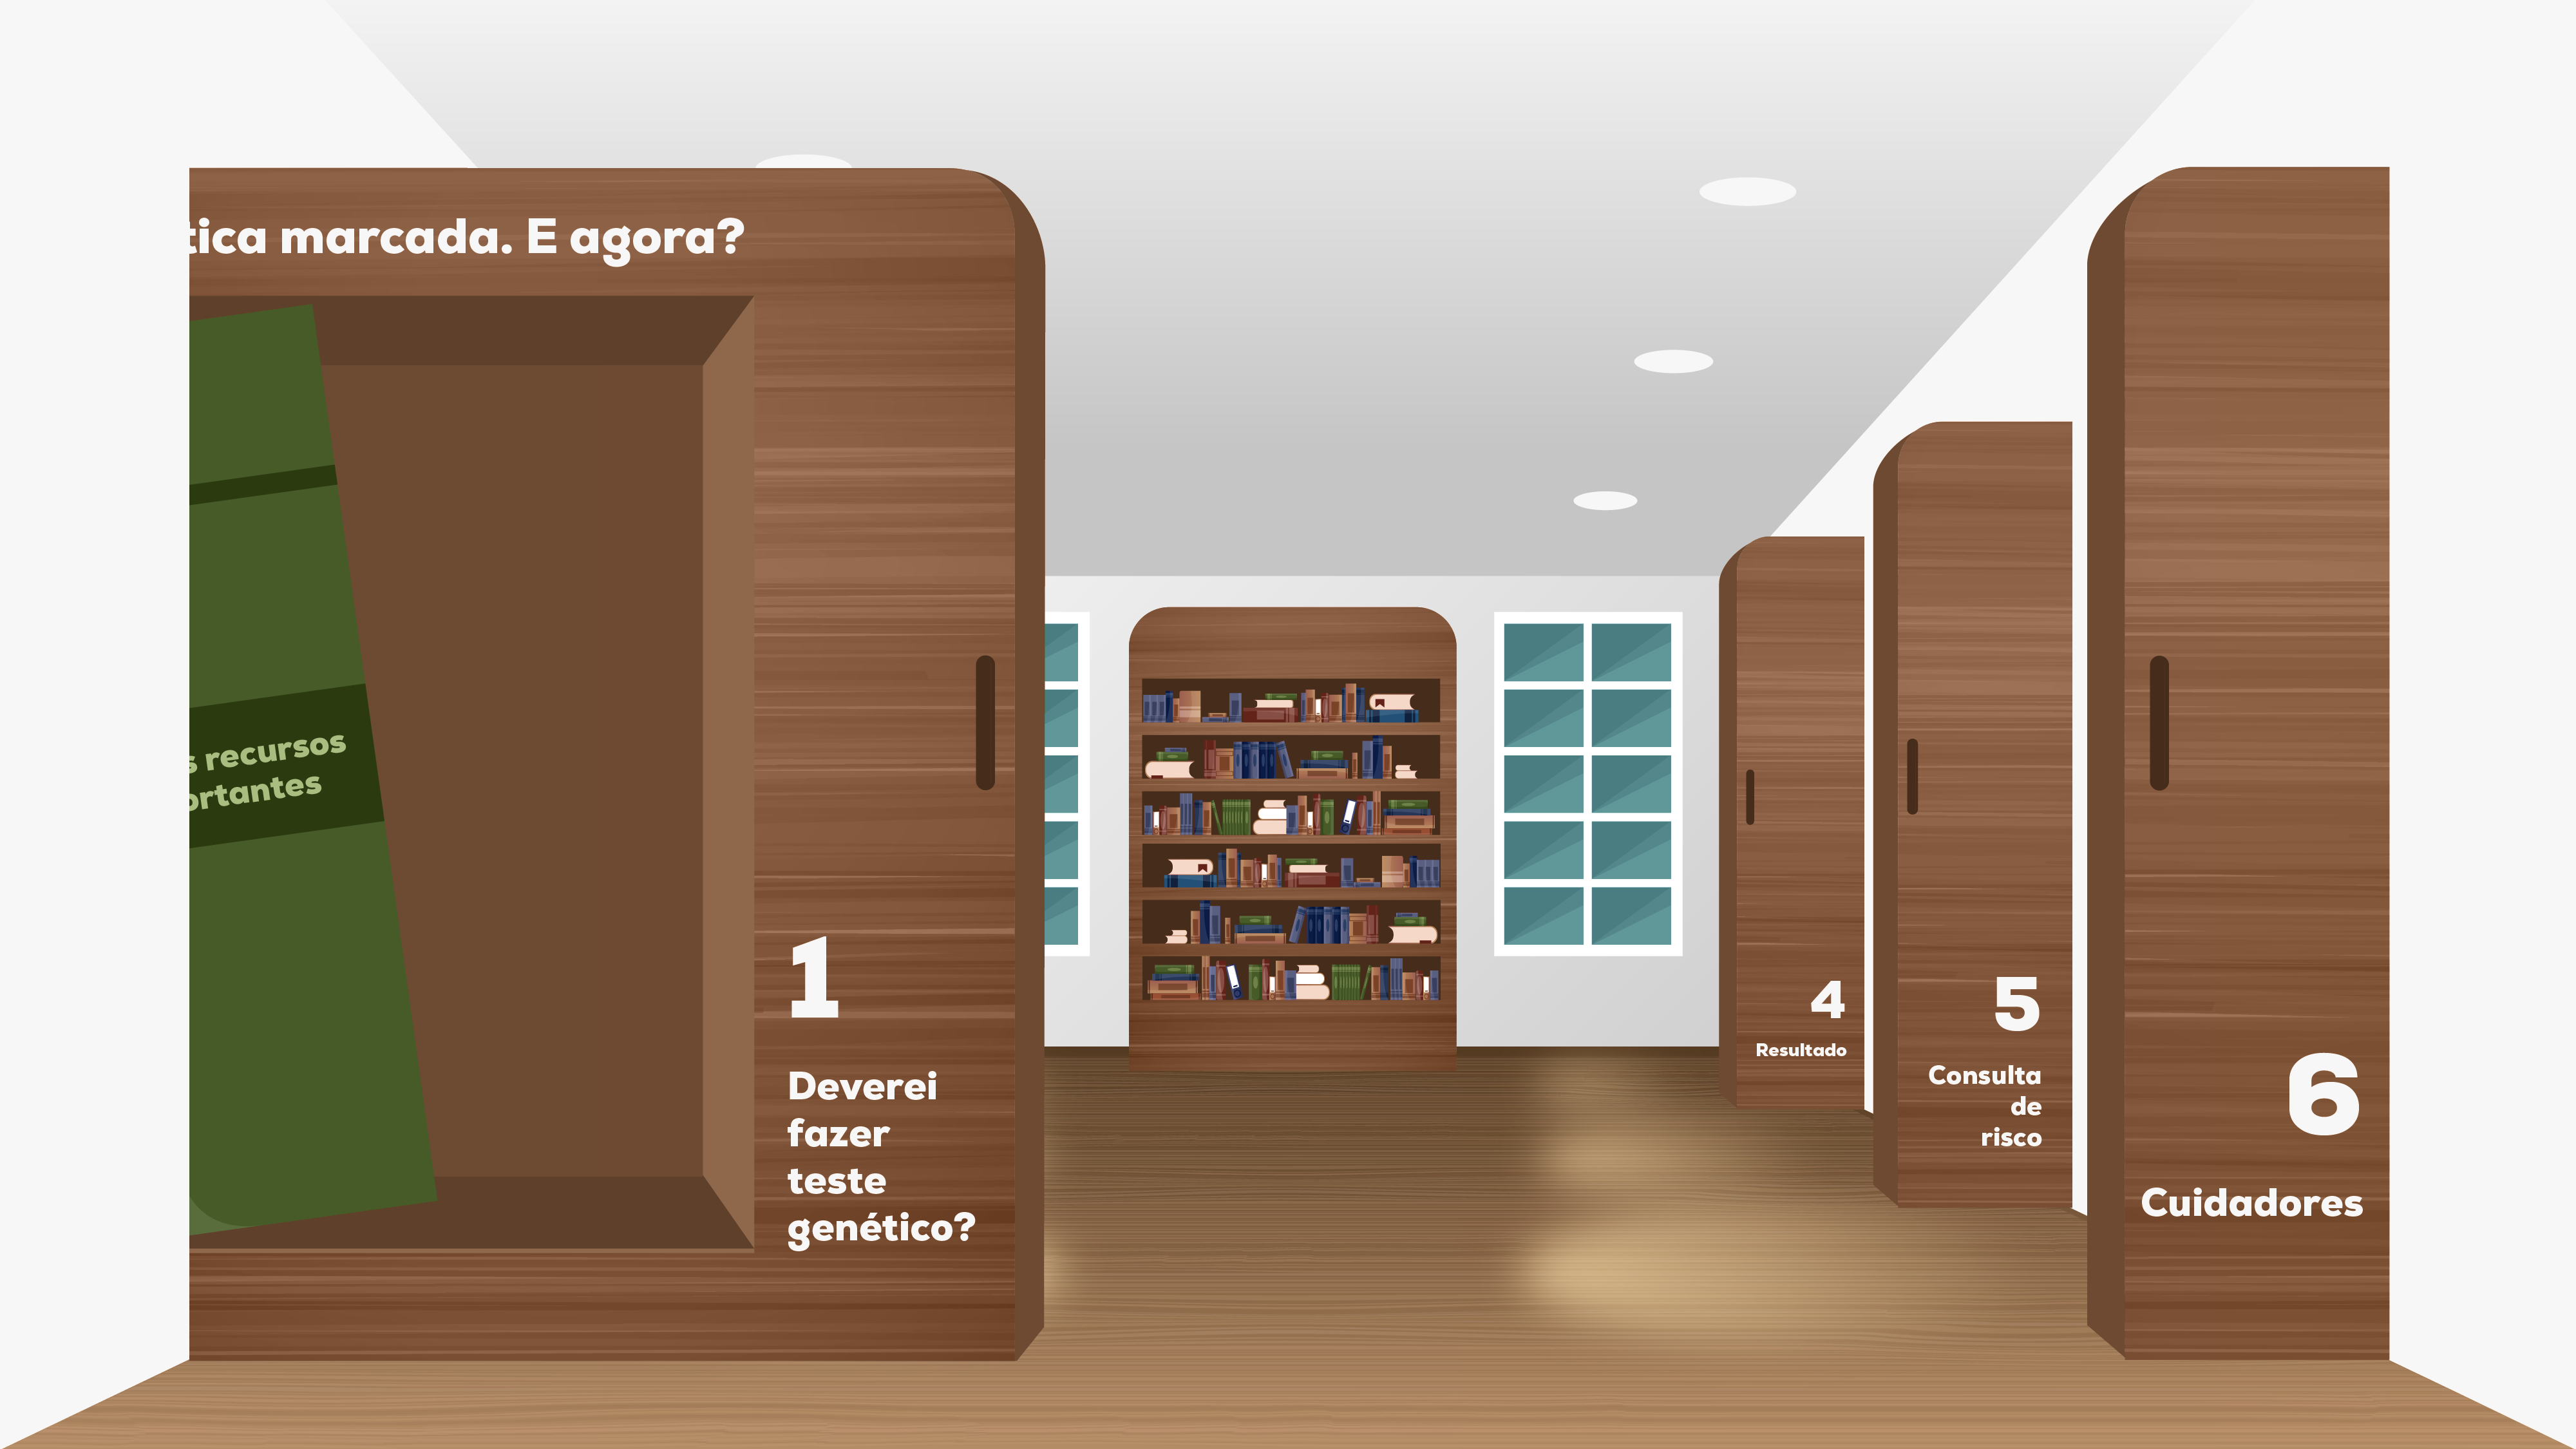 tica marcada. E agora?
s recursos
ortantes
1
Deverei
fazer
teste
genético?
4
Resultado
5
Consulta
de
risco
6
Cuidadores